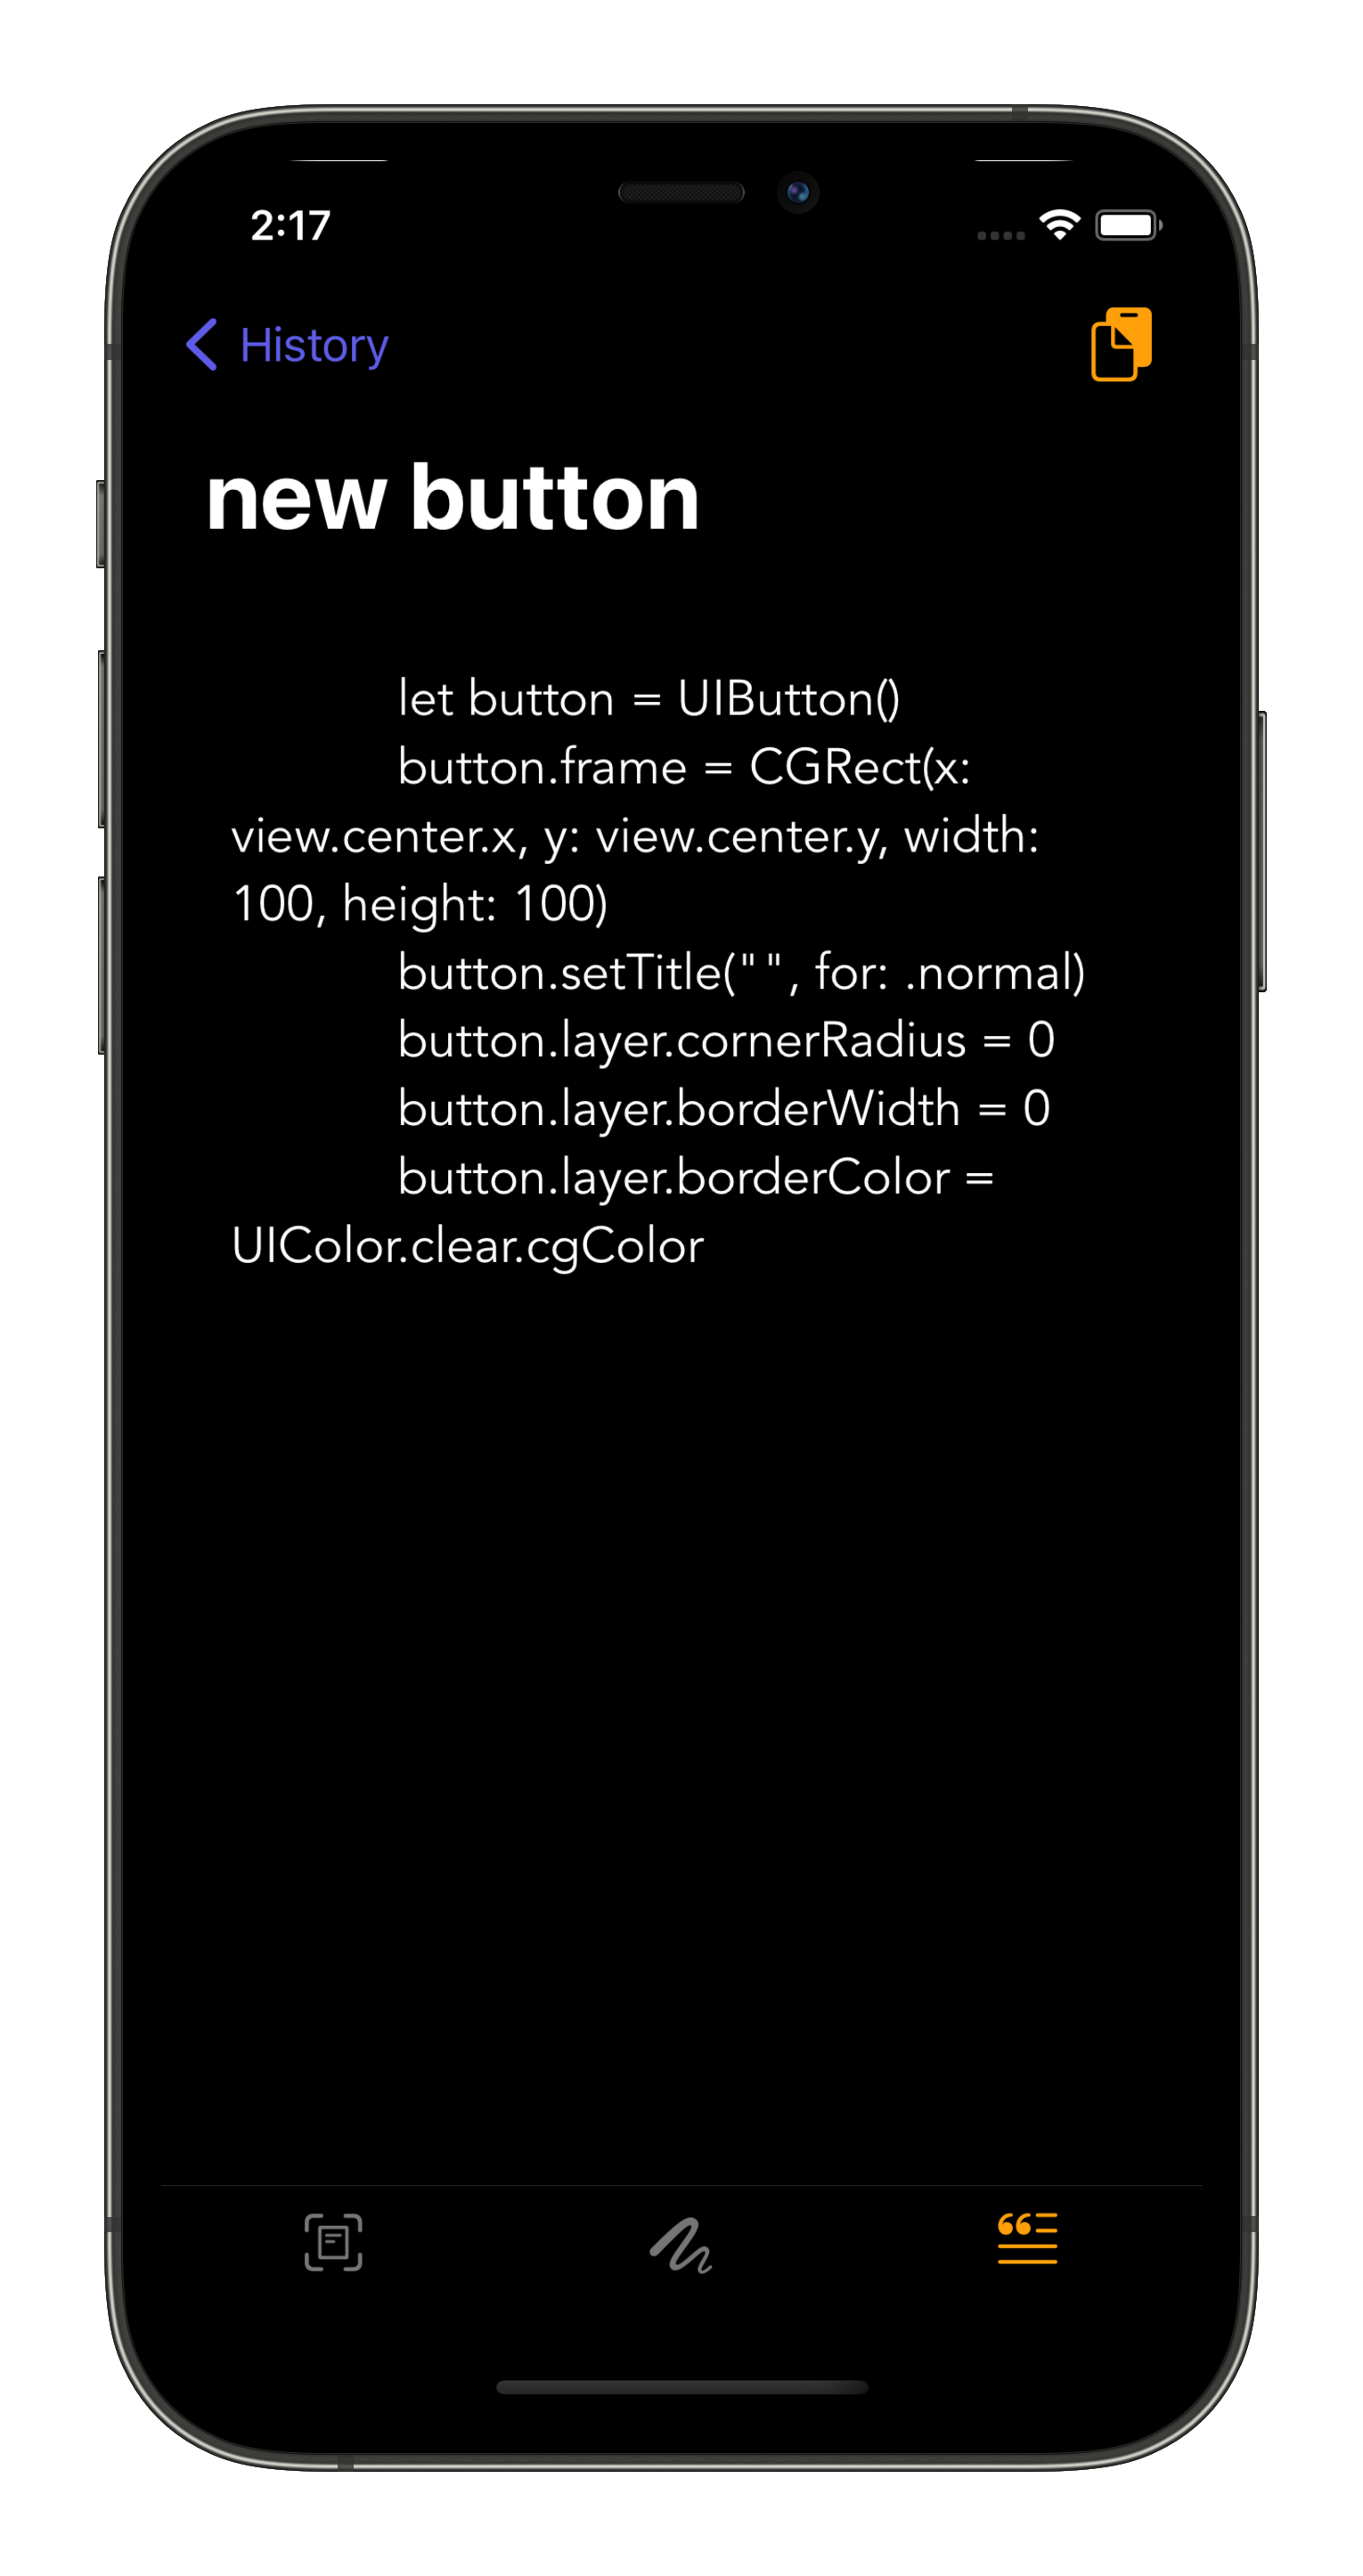 2:17
History
new button
let button = UIButton()
button.frame = CGRect(x:
view.center.x, y: view.center.y, width:
100, height: 100)
button.setTitle("", for: .normal)
button.layer.cornerRadius = 0
button.layer.borderWidth = 0
button.layer.borderColor =
UIColor.clear.cgColor